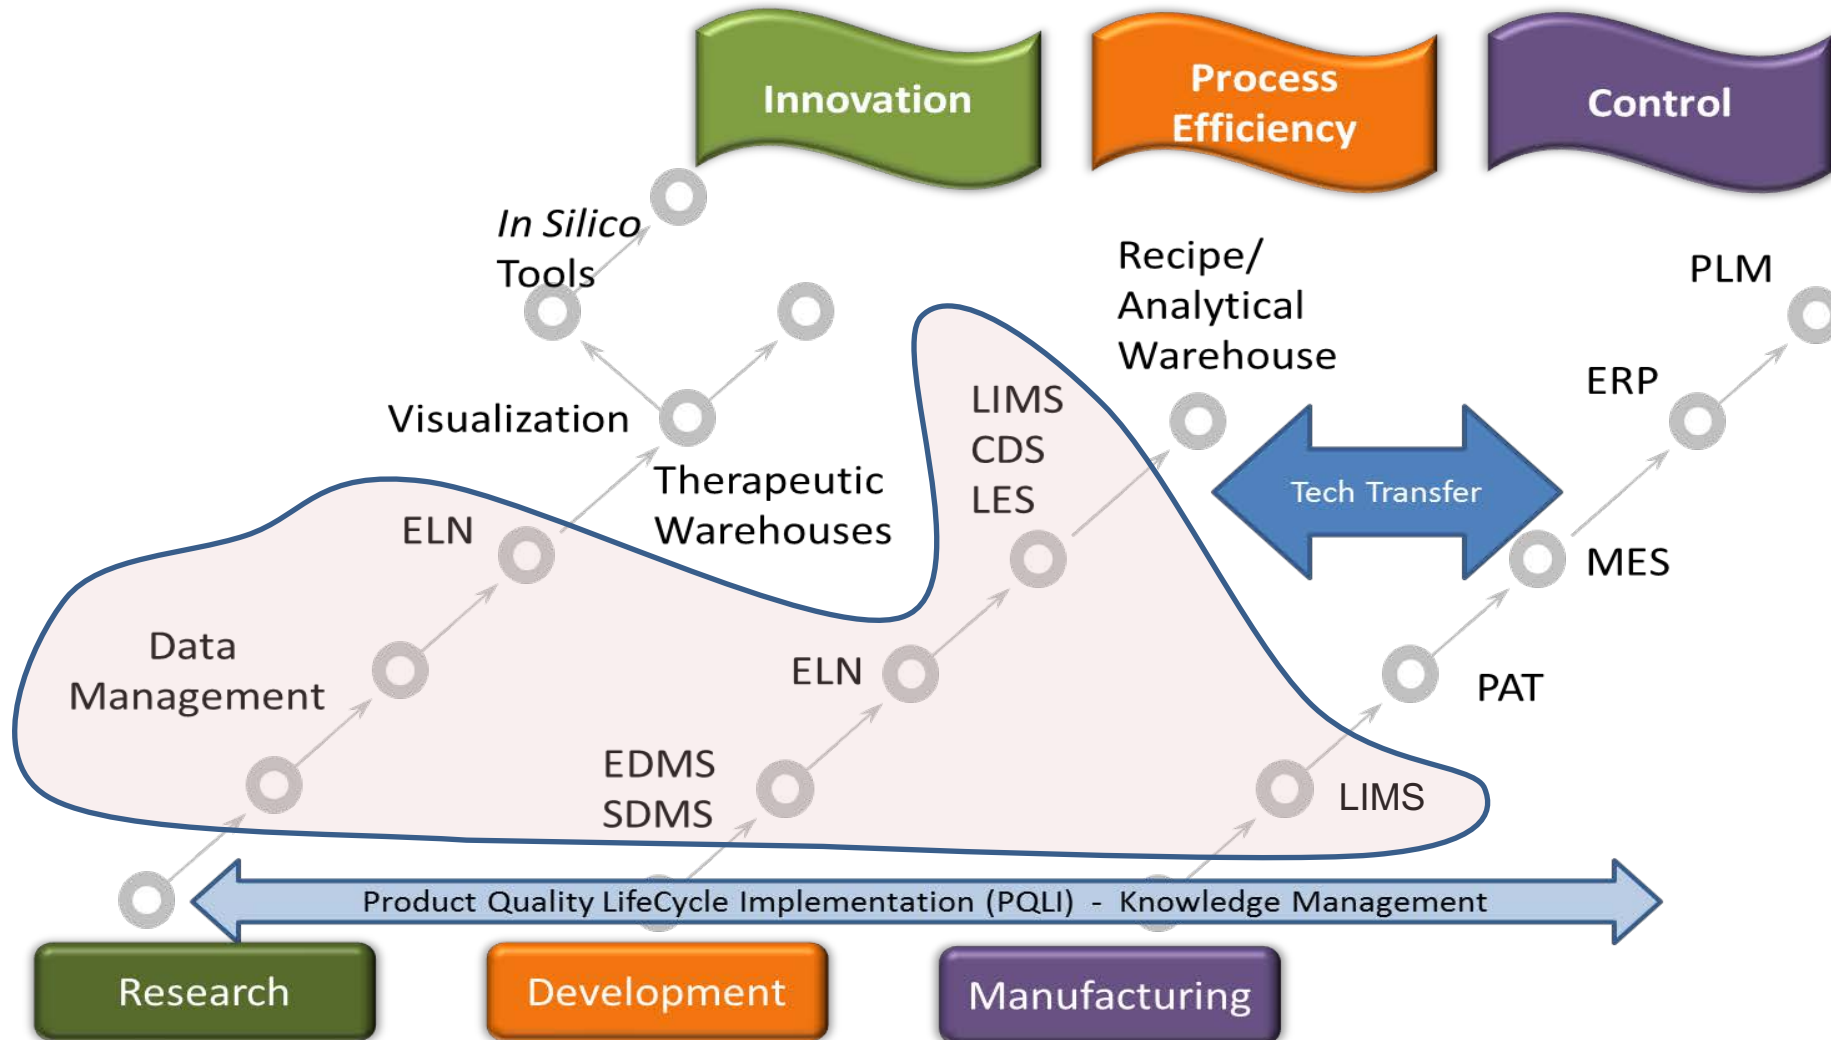 Innovation
Process
Efficiency
Control
In Silico
Tools
Recipe/
Analytical
Warehouse
PLM
ERP
Visualization
LIMS
CDS
LES
Therapeutic
Warehouses
Tech Transfer
ELN
MES
Data
Management
ELN
PAT
EDMS
SDMS
LIMS
Product Quality LifeCycle Implementation (PQLI) - Knowledge Management
Research
Development
Manufacturing